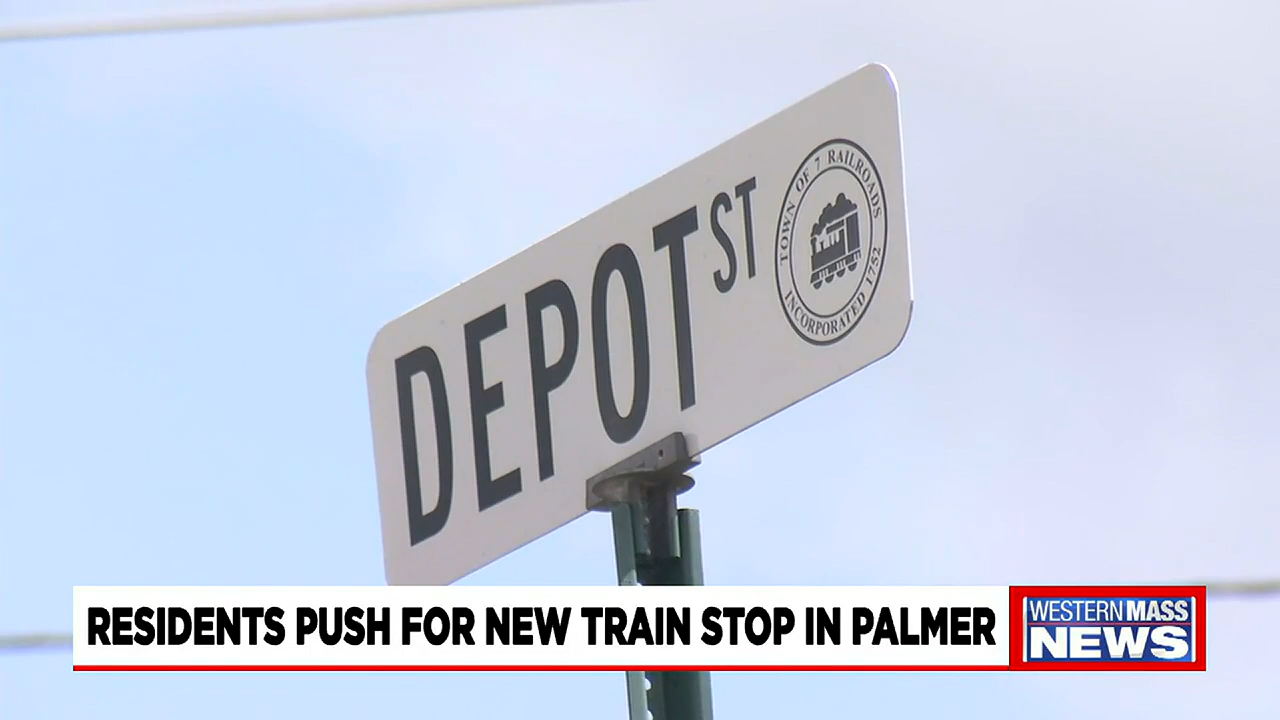 DEPOT ST
TOWN OF 7 RAILROADS
INCORPORATED 1752
RESIDENTS PUSH FOR NEW TRAIN STOP IN PALMER
WESTERN MASS
NEWS